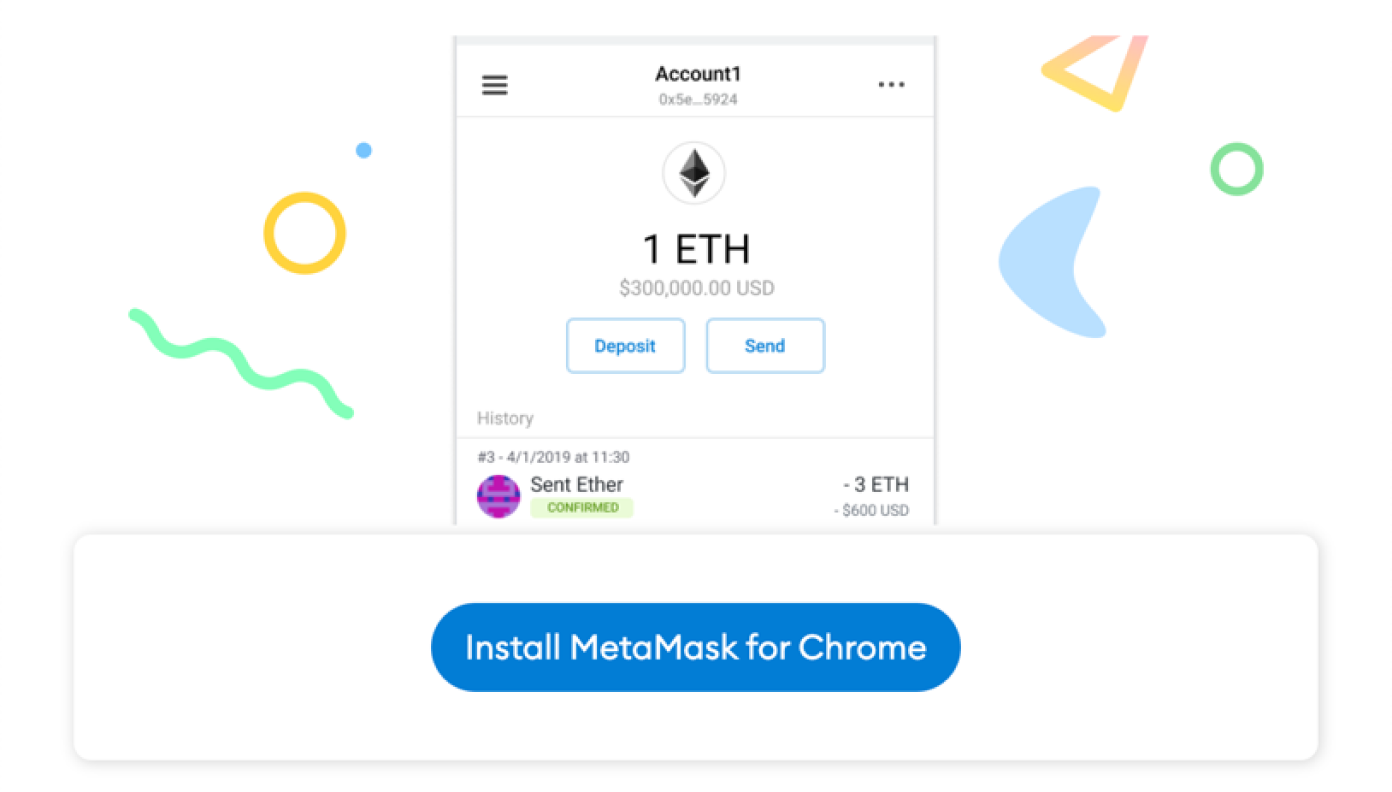 Account1
0x5e...5924
1 ETH
$300,000.00 USD
Deposit Send
History
#3 - 4/1/2019 at 11:30
Sent Ether - 3 ETH
CONFIRMED - $600 USD
Install MetaMask for Chrome